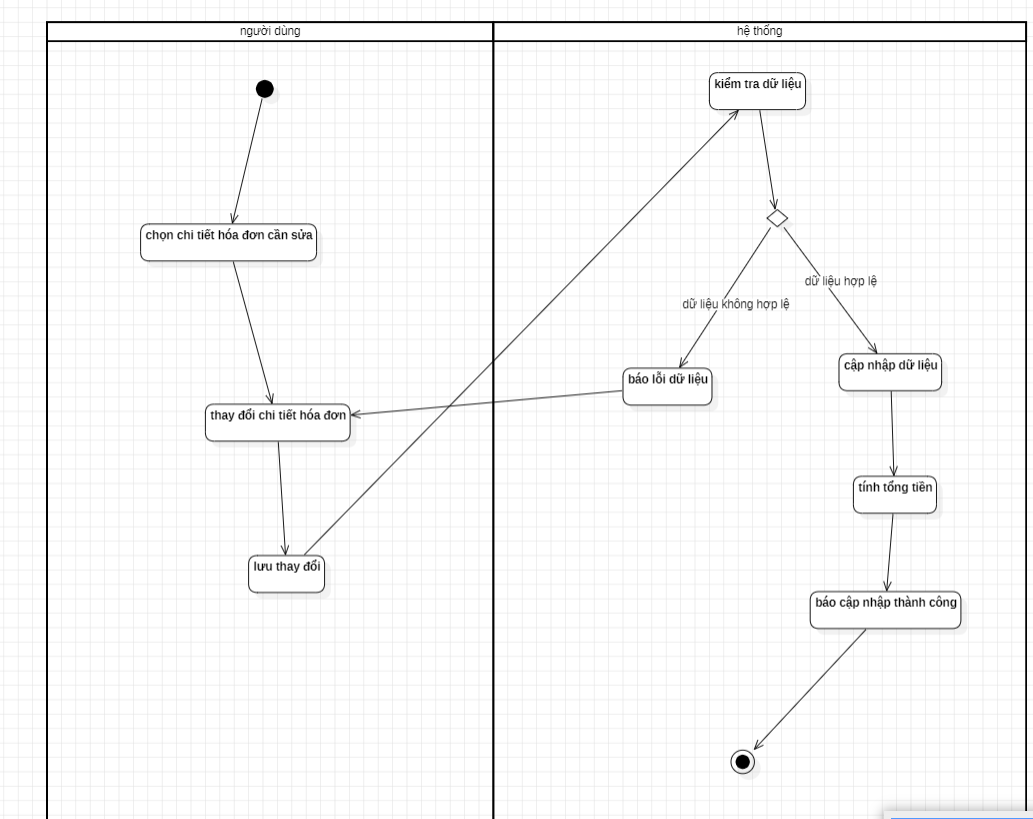 người dùng
hệ thống
kiểm tra dữ liệu
chọn chi tiết hóa đơn cần sửa
dữ liệu hợp lệ
dữ liệu không hợp lệ
cập nhập dữ liệu
báo lỗi dữ liệu
thay đổi chi tiết hóa đơn
tính tổng tiền
lưu thay đổi
báo cập nhập thành công